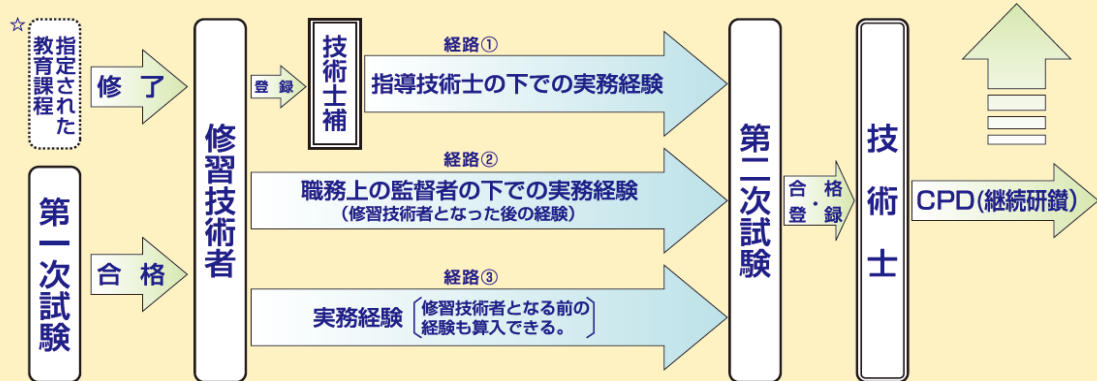 ☆
指定された
教育課程
修了
第一次試験
合格
修習技術者
登録
技術士補
経路①
指導技術士の下での実務経験
経路②
職務上の監督者の下での実務経験
（修習技術者となった後の経験）
経路③
実務経験
修習技術者となる前の
経験も算入できる。
第二次試験
合格
・
登録
技術士
CPD（継続研鑚）